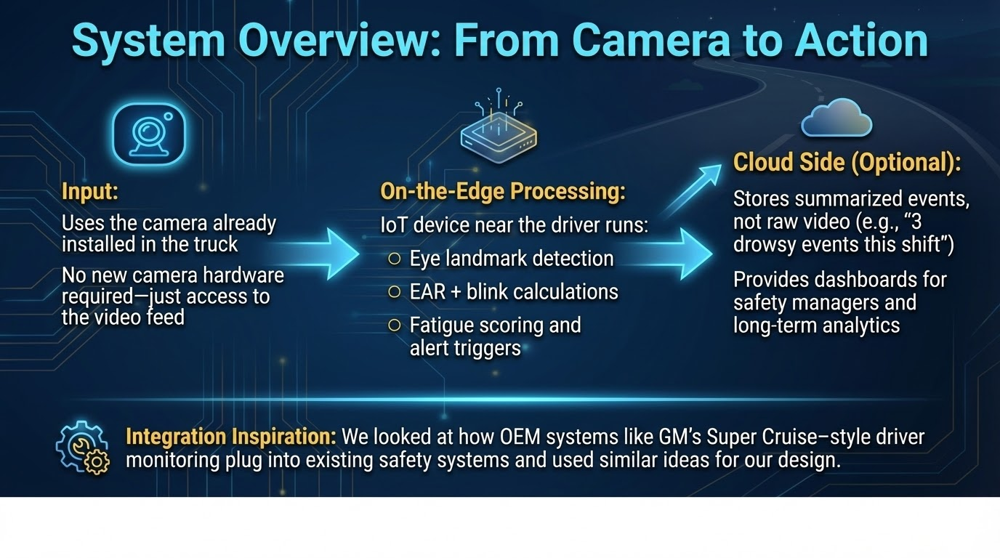 System Overview: From Camera to Action
Input:
Uses the camera already
installed in the truck
No new camera hardware
required—just access to
the video feed
On-the-Edge Processing:
IoT device near the driver runs:
○ Eye landmark detection
○ EAR + blink calculations
○ Fatigue scoring and
alert triggers
Cloud Side (Optional):
Stores summarized events,
not raw video (e.g., “3
drowsy events this shift”)
Provides dashboards for
safety managers and
long-term analytics
Integration Inspiration: We looked at how OEM systems like GM’s Super Cruise–style driver
monitoring plug into existing safety systems and used similar ideas for our design.